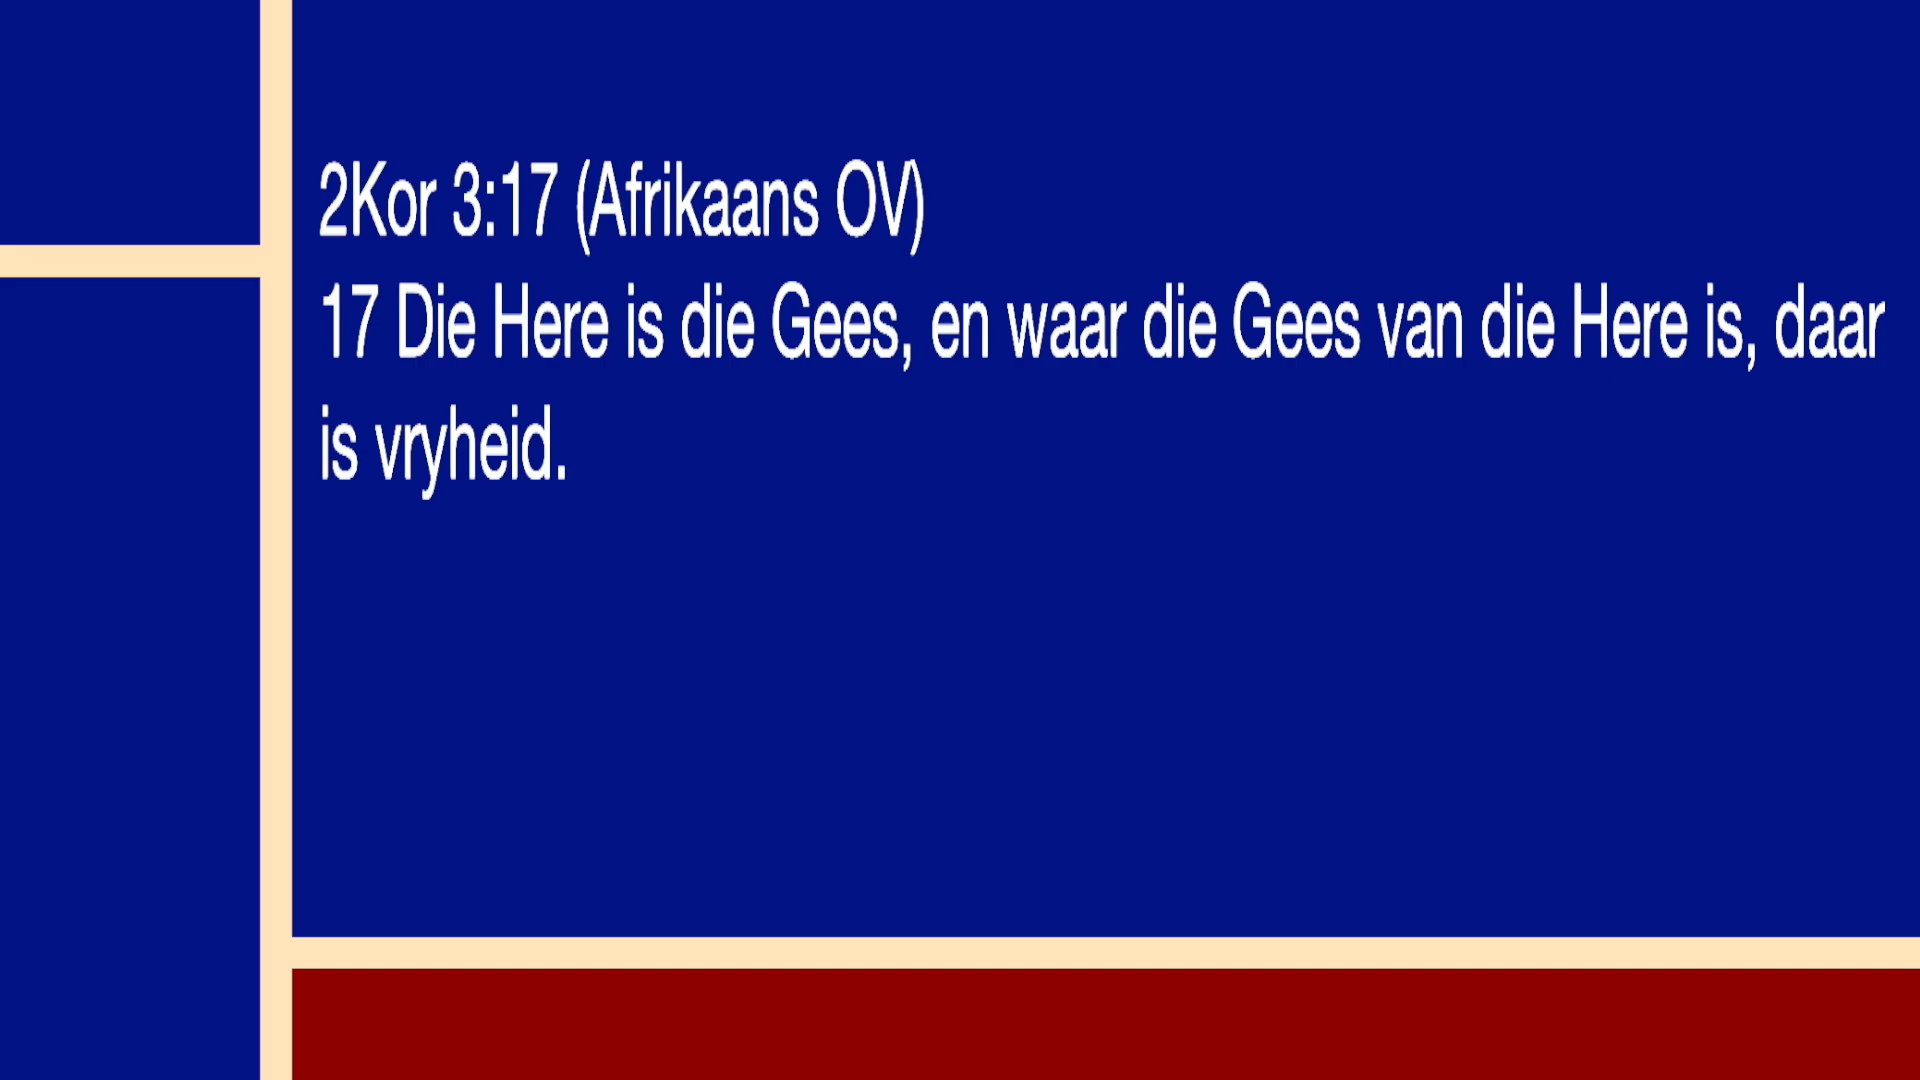 2Kor 3:17 (Afrikaans OV)
17 Die Here is die Gees, en waar die Gees van die Here is, daar
is vryheid.